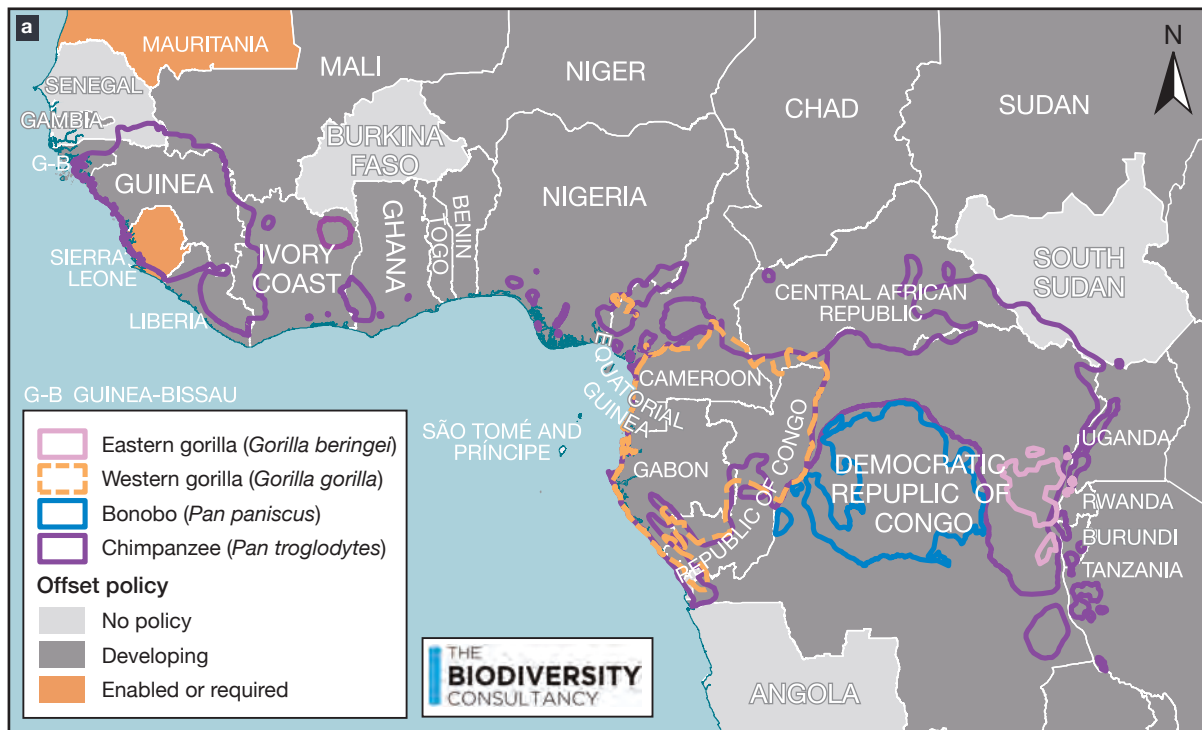 a
MAURITANIA
N
MALI
NIGER
CHAD
SUDAN
SENEGAL
GAMBIA
BURKINA
FASO
G-B
GUINEA
NIGERIA
GHANA
TOGO
BENIN
IVORY
COAST
SIERRA
LEONE
LIBERIA
SOUTH
SUDAN
CENTRAL AFRICAN
REPUBLIC
EQUATORIAL
GUINEA
CAMEROON
SÃO TOMÉ AND
PRÍNCIPE
GABON
REPUBLIC OF CONGO
DEMOCRATIC
REPUPLIC OF
CONGO
UGANDA
RWANDA
BURUNDI
TANZANIA
ANGOLA
G-B GUINEA-BISSAU
Eastern gorilla (Gorilla beringei)
Western gorilla (Gorilla gorilla)
Bonobo (Pan paniscus)
Chimpanzee (Pan troglodytes)
Offset policy
No policy
Developing
Enabled or required
THE
BIODIVERSITY
CONSULTANCY